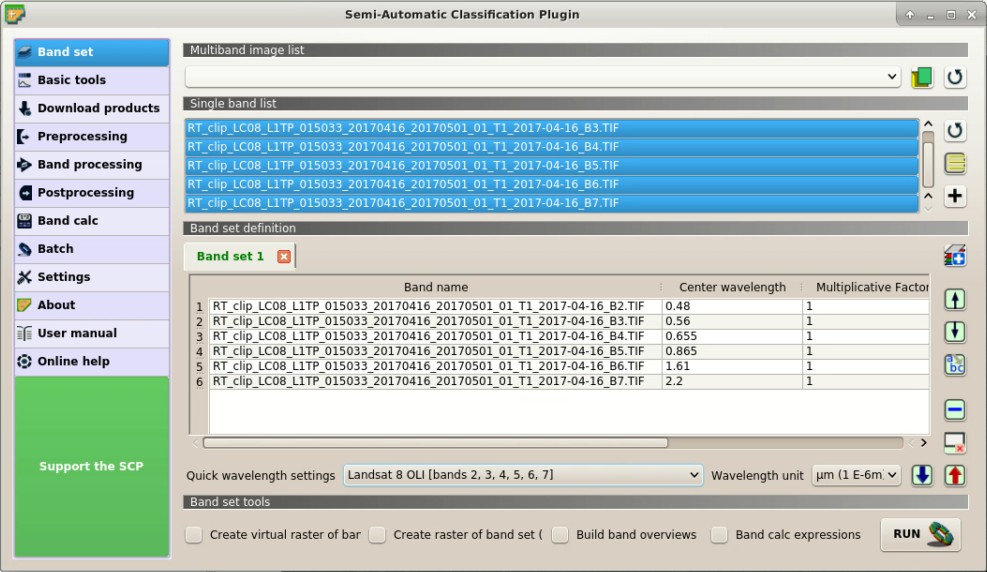 Semi-Automatic Classification Plugin
Band set
Basic tools
Download products
Preprocessing
Band processing
Postprocessing
Band calc
Batch
Settings
About
User manual
Online help
Support the SCP
Multiband image list
Single band list
RT_clip_LC08_L1TP_015033_20170416_20170501_01_T1_2017-04-16_B3.TIF
RT_clip_LC08_L1TP_015033_20170416_20170501_01_T1_2017-04-16_B4.TIF
RT_clip_LC08_L1TP_015033_20170416_20170501_01_T1_2017-04-16_B5.TIF
RT_clip_LC08_L1TP_015033_20170416_20170501_01_T1_2017-04-16_B6.TIF
RT_clip_LC08_L1TP_015033_20170416_20170501_01_T1_2017-04-16_B7.TIF
Band set definition
Band set 1
Band name Center wavelength Multiplicative Factor
1 RT_clip_LC08_L1TP_015033_20170416_20170501_01_T1_2017-04-16_B2.TIF 0.48 1
2 RT_clip_LC08_L1TP_015033_20170416_20170501_01_T1_2017-04-16_B3.TIF 0.56 1
3 RT_clip_LC08_L1TP_015033_20170416_20170501_01_T1_2017-04-16_B4.TIF 0.655 1
4 RT_clip_LC08_L1TP_015033_20170416_20170501_01_T1_2017-04-16_B5.TIF 0.865 1
5 RT_clip_LC08_L1TP_015033_20170416_20170501_01_T1_2017-04-16_B6.TIF 1.61 1
6 RT_clip_LC08_L1TP_015033_20170416_20170501_01_T1_2017-04-16_B7.TIF 2.2 1
Quick wavelength settings Landsat 8 OLI [bands 2, 3, 4, 5, 6, 7] Wavelength unit µm (1 E-6m)
Band set tools
Create virtual raster of bar Create raster of band set ( Build band overviews Band calc expressions RUN